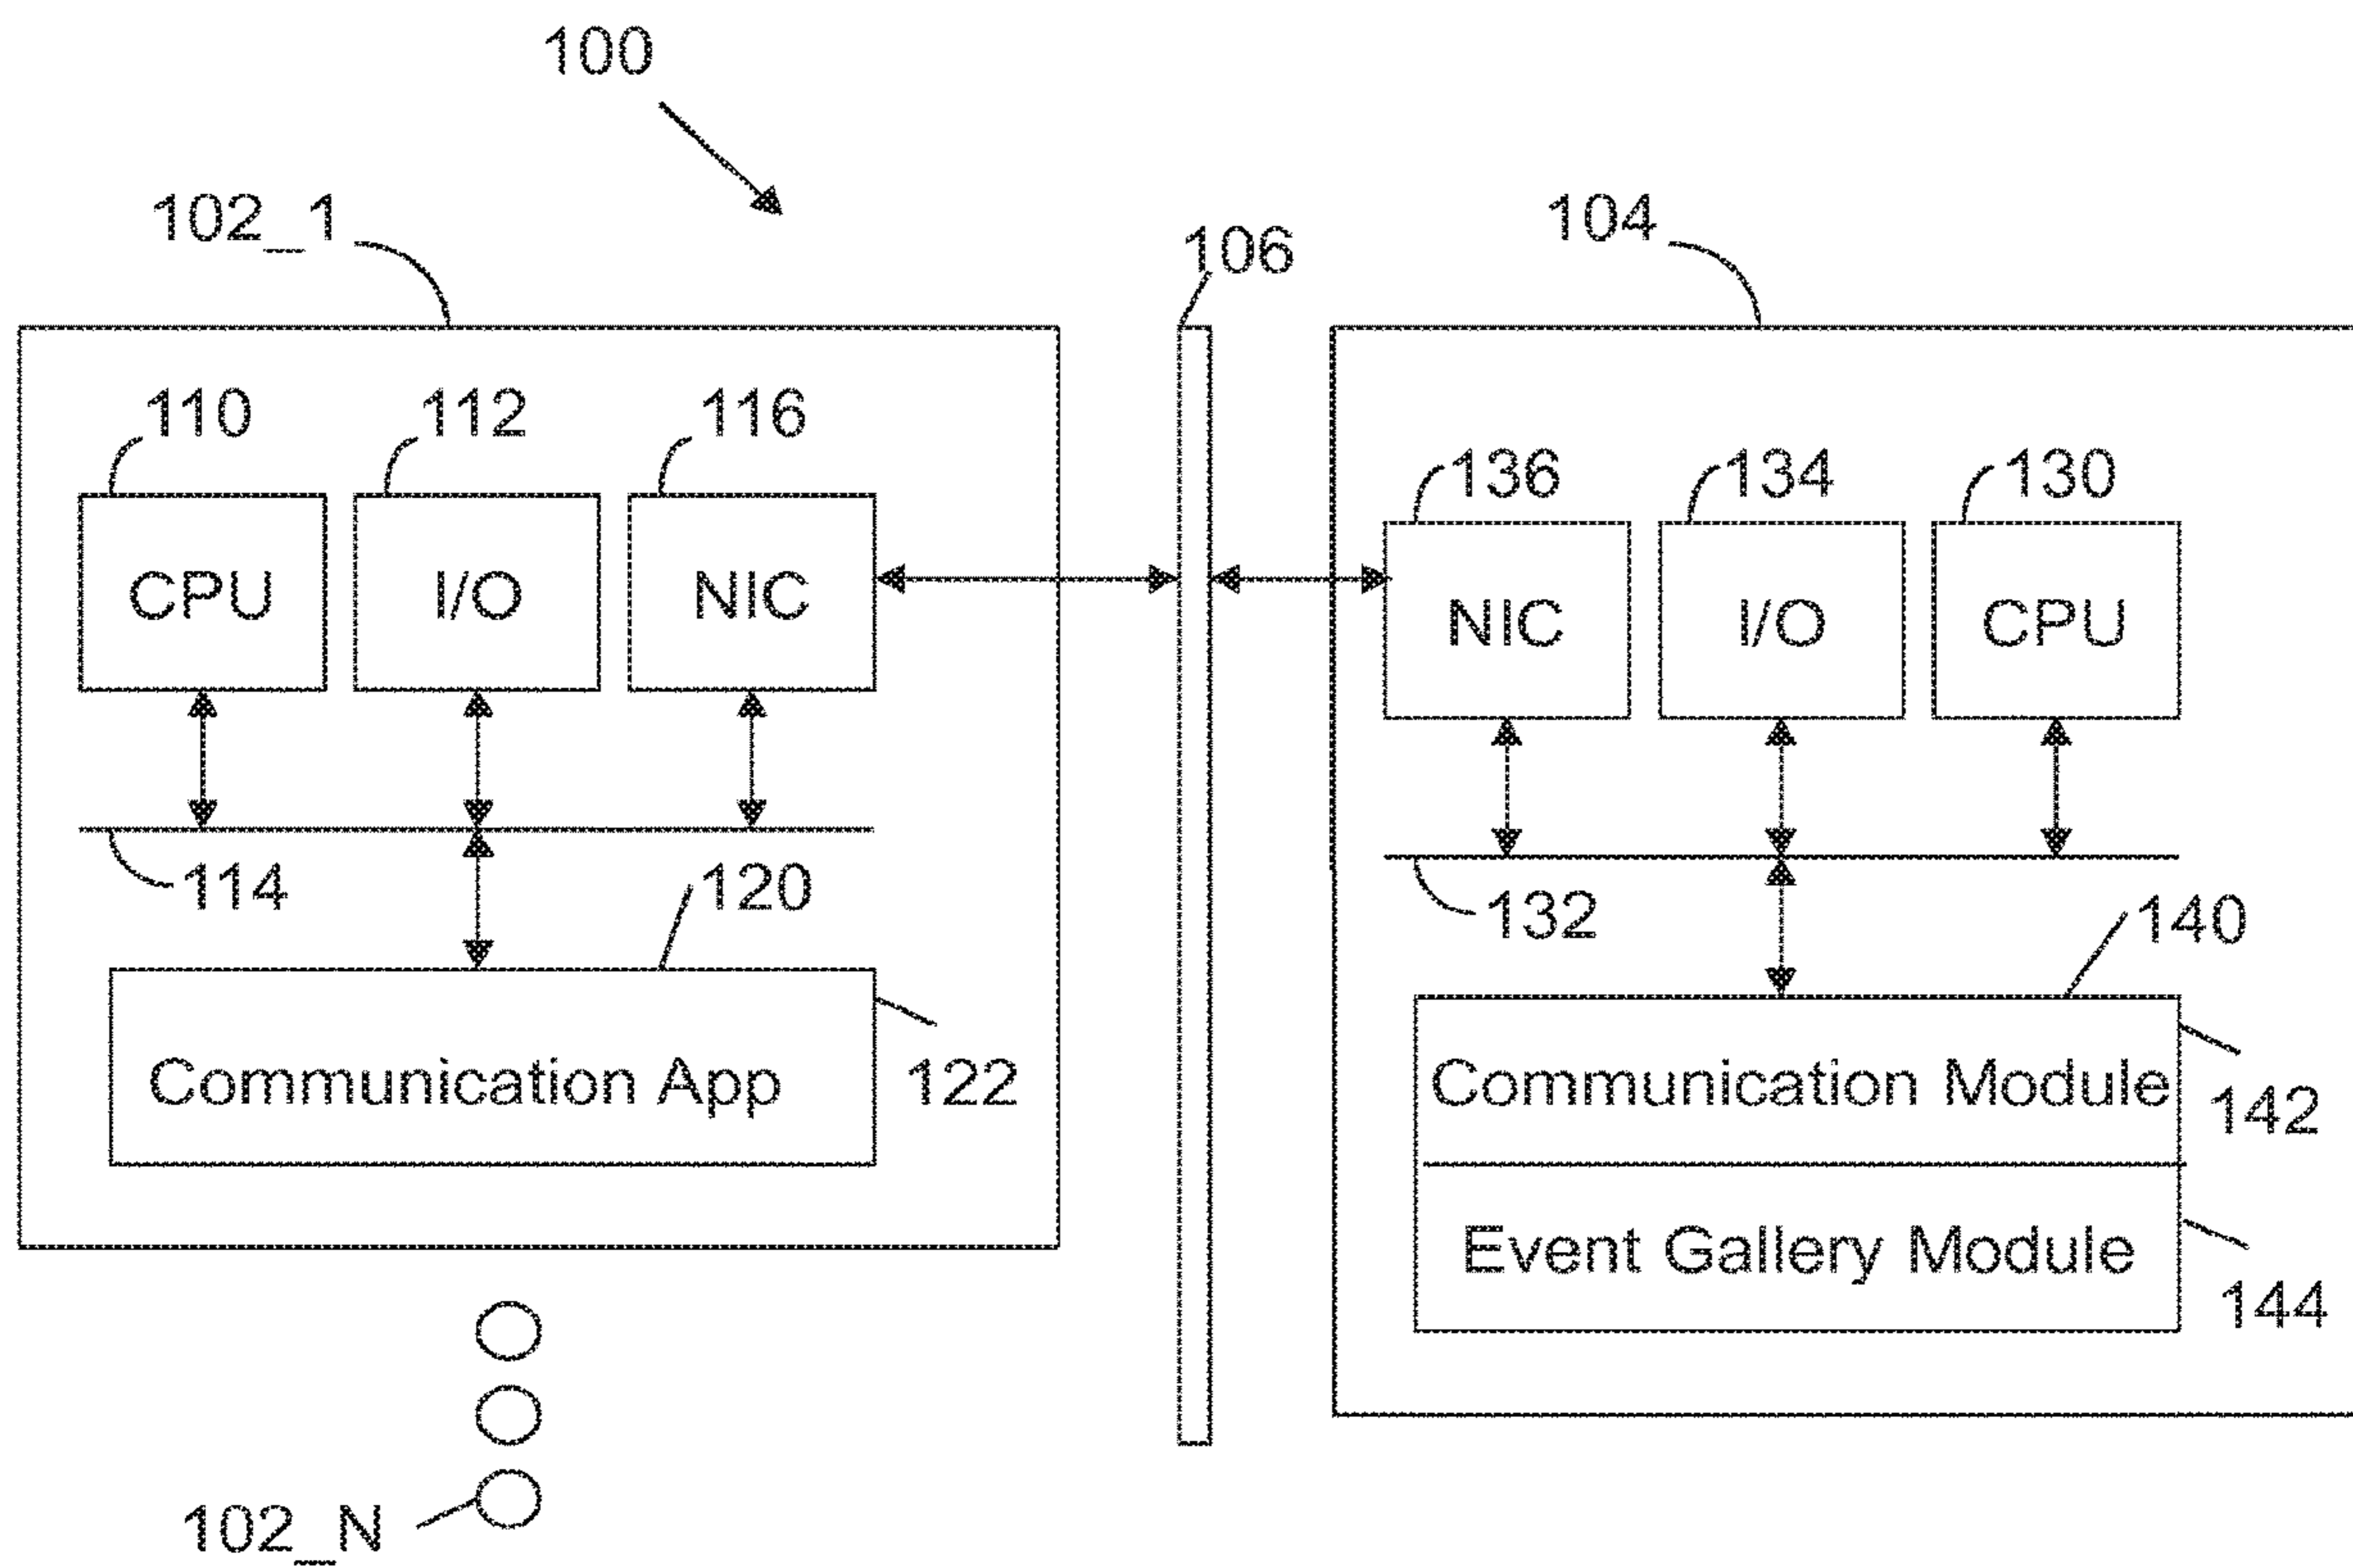 100
102_1
106
104
110
112
116
136
134
130
CPU
I/O
NIC
NIC
I/O
CPU
114
120
132
140
Communication App
122
Communication Module
142
Event Gallery Module
144
102_N